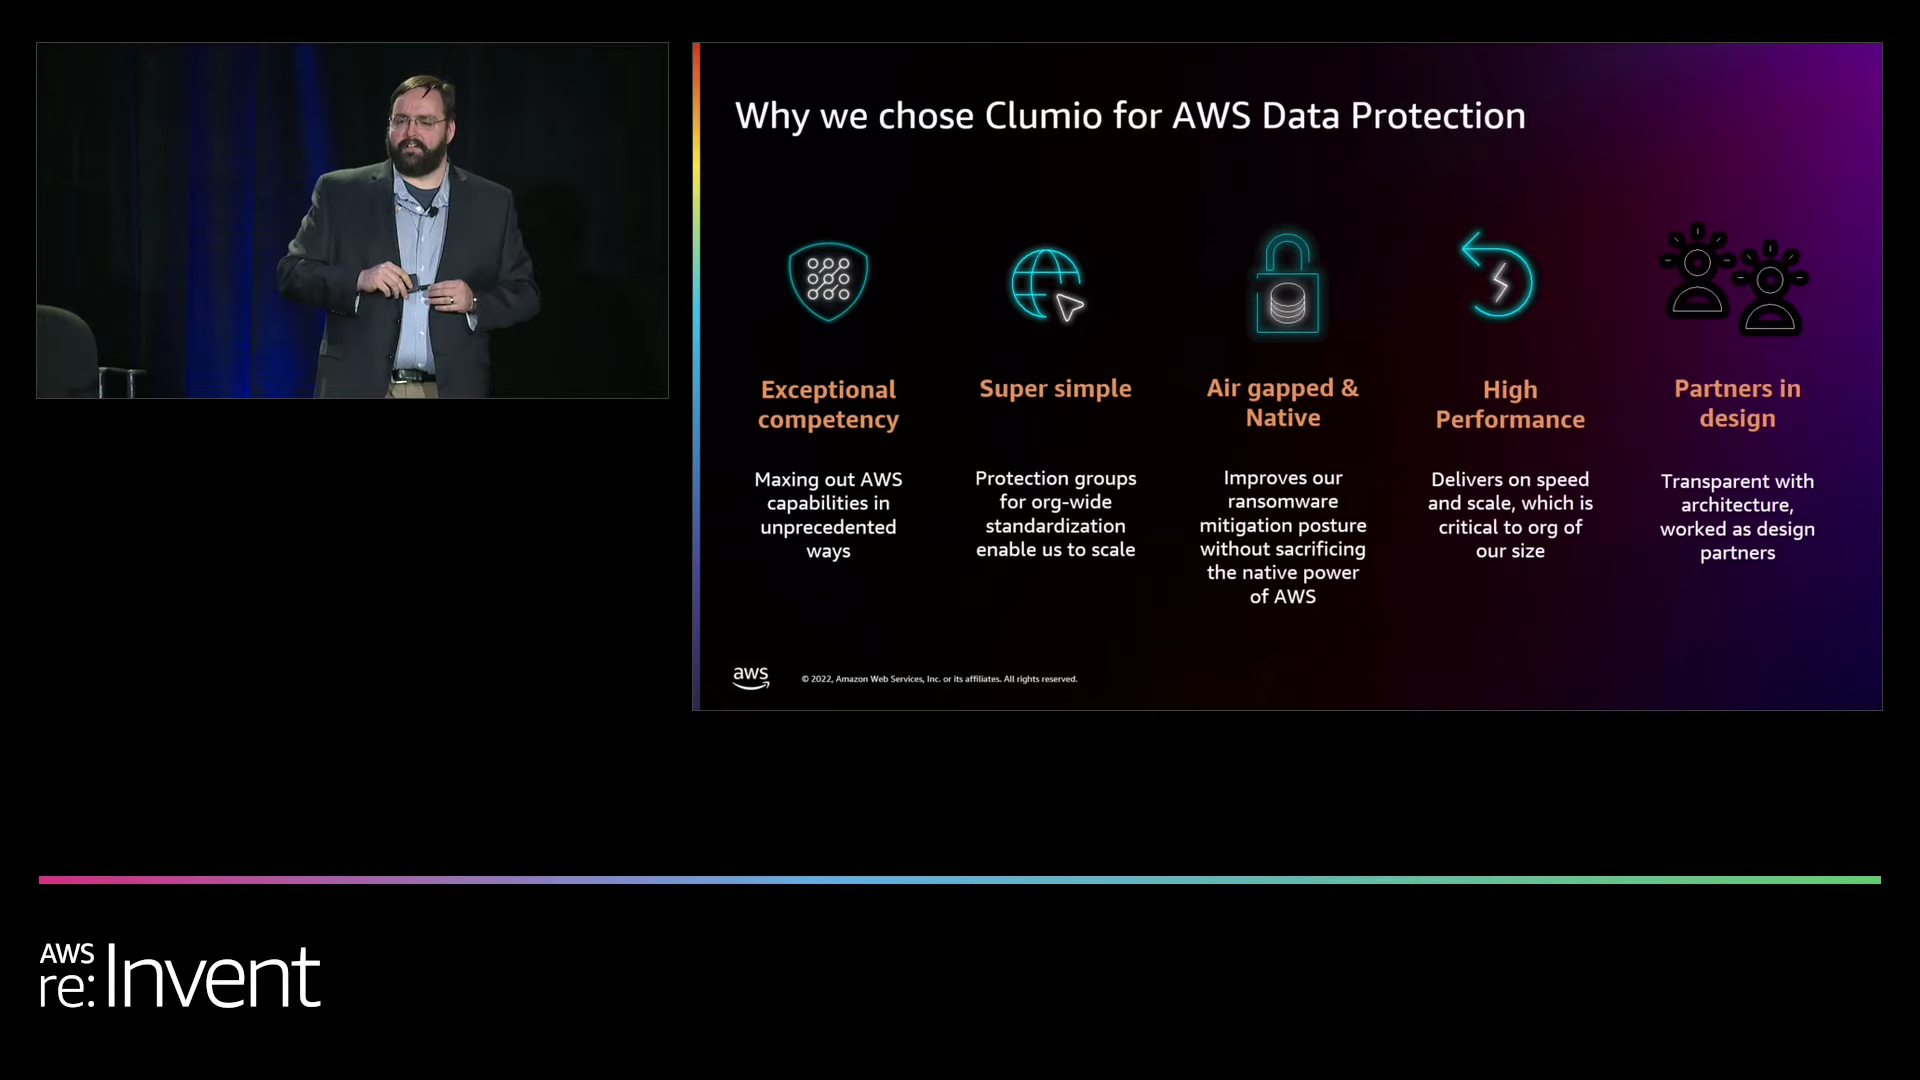 Why we chose Clumio for AWS Data Protection
Exceptional
competency
Maxing out AWS
capabilities in
unprecedented
ways
Super simple
Protection groups
for org-wide
standardization
enable us to scale
Air gapped &
Native
Improves our
ransomware
mitigation posture
without sacrificing
the native power
of AWS
High
Performance
Delivers on speed
and scale, which is
critical to org of
our size
Partners in
design
Transparent with
architecture,
worked as design
partners
aws
© 2022, Amazon Web Services, Inc. or its affiliates. All rights reserved.
AWS
re:Invent